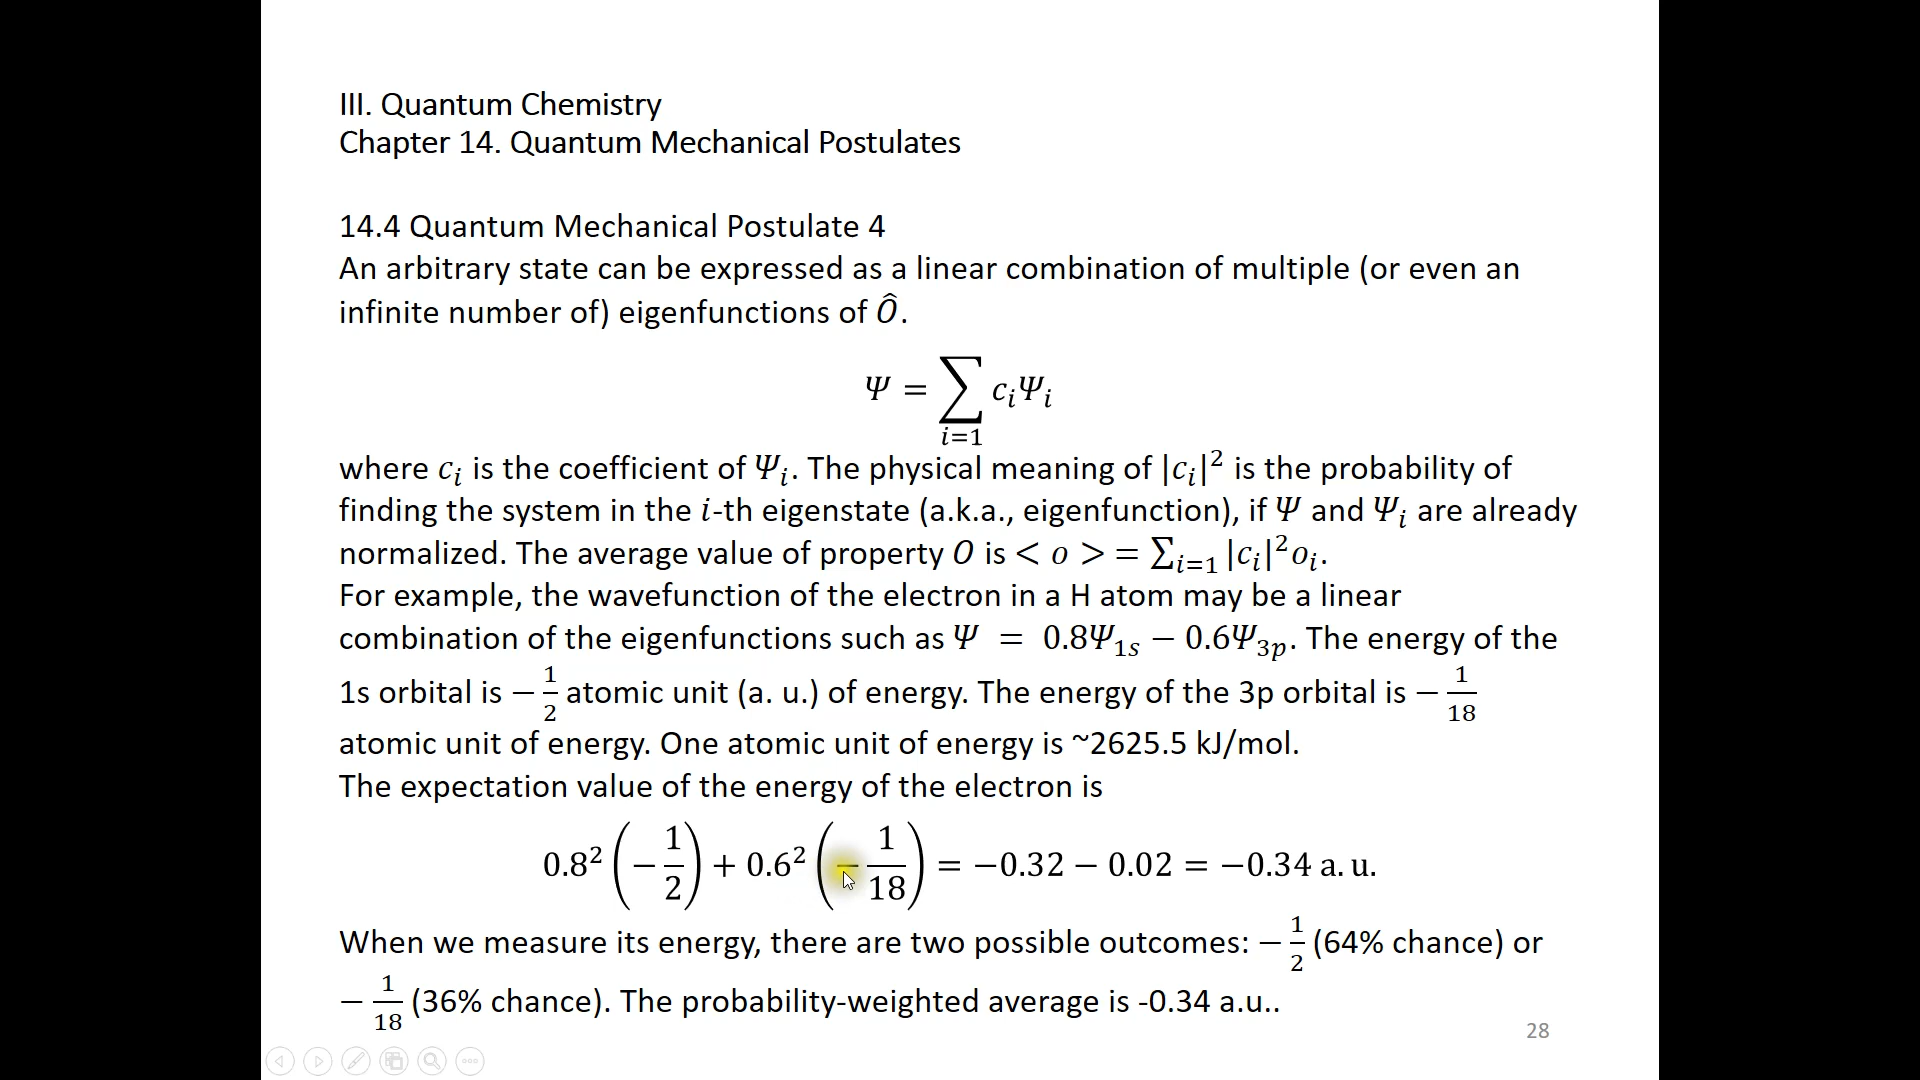 III. Quantum Chemistry
Chapter 14. Quantum Mechanical Postulates
14.4 Quantum Mechanical Postulate 4
An arbitrary state can be expressed as a linear combination of multiple (or even an
infinite number of) eigenfunctions of Ô.
Ψ = ∑_{i=1} c_i Ψ_i
where c_i is the coefficient of Ψ_i. The physical meaning of |c_i|² is the probability of
finding the system in the i-th eigenstate (a.k.a., eigenfunction), if Ψ and Ψ_i are already
normalized. The average value of property O is < o > = ∑_{i=1} |c_i|² o_i.
For example, the wavefunction of the electron in a H atom may be a linear
combination of the eigenfunctions such as Ψ = 0.8Ψ_{1s} − 0.6Ψ_{3p}. The energy of the
1s orbital is −1/2 atomic unit (a. u.) of energy. The energy of the 3p orbital is −1/18
atomic unit of energy. One atomic unit of energy is ~2625.5 kJ/mol.
The expectation value of the energy of the electron is
0.8² (−1/2) + 0.6² (−1/18) = −0.32 − 0.02 = −0.34 a. u.
When we measure its energy, there are two possible outcomes: −1/2 (64% chance) or
−1/18 (36% chance). The probability-weighted average is -0.34 a.u..
28